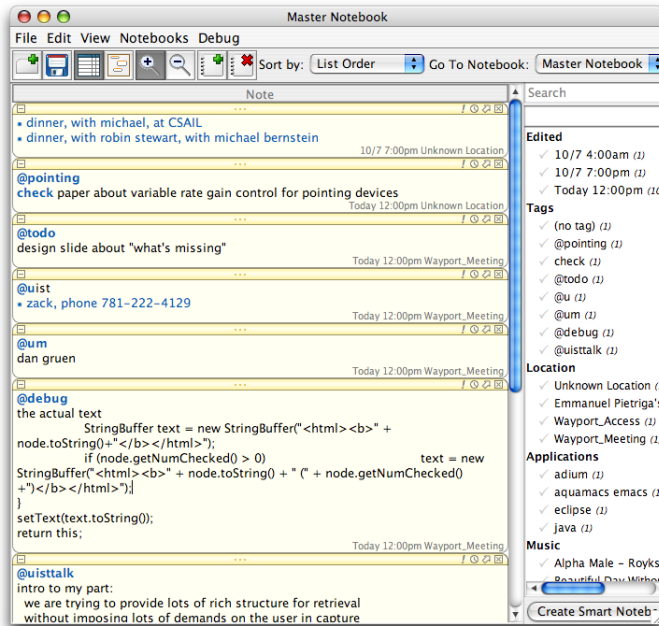 Master Notebook
File Edit View Notebooks Debug
Sort by: List Order Go To Notebook: Master Notebook
Note
• dinner, with michael, at CSAIL
• dinner, with robin stewart, with michael bernstein
10/7 7:00pm Unknown Location
@pointing
check paper about variable rate gain control for pointing devices
Today 12:00pm Unknown Location
@todo
design slide about "what's missing"
Today 12:00pm Wayport_Meeting
@uist
• zack, phone 781-222-4129
Today 12:00pm Wayport_Meeting
@um
dan gruen
Today 12:00pm Wayport_Meeting
@debug
the actual text
StringBuffer text = new StringBuffer("<html><b>" +
node.toString()+"</b></html>");
if (node.getNumChecked() > 0) text = new
StringBuffer("<html><b>" + node.toString() + " (" + node.getNumChecked()
+")</b></html>");
}
setText(text.toString());
return this;
Today 12:00pm Wayport_Meeting
@uisttalk
intro to my part:
we are trying to provide lots of rich structure for retrieval
without imposing lots of demands on the user in capture
Search
Edited
10/7 4:00am (1)
10/7 7:00pm (1)
Today 12:00pm (10
Tags
(no tag) (1)
@pointing (1)
check (1)
@todo (1)
@u (1)
@um (1)
@debug (1)
@uisttalk (1)
Location
Unknown Location (
Emmanuel Pietriga's
Wayport_Access (1)
Wayport_Meeting (1)
Applications
adium (1)
aquamacs emacs (1)
eclipse (1)
java (1)
Music
Alpha Male – Royks
Beautiful Day Witho
Create Smart Noteb